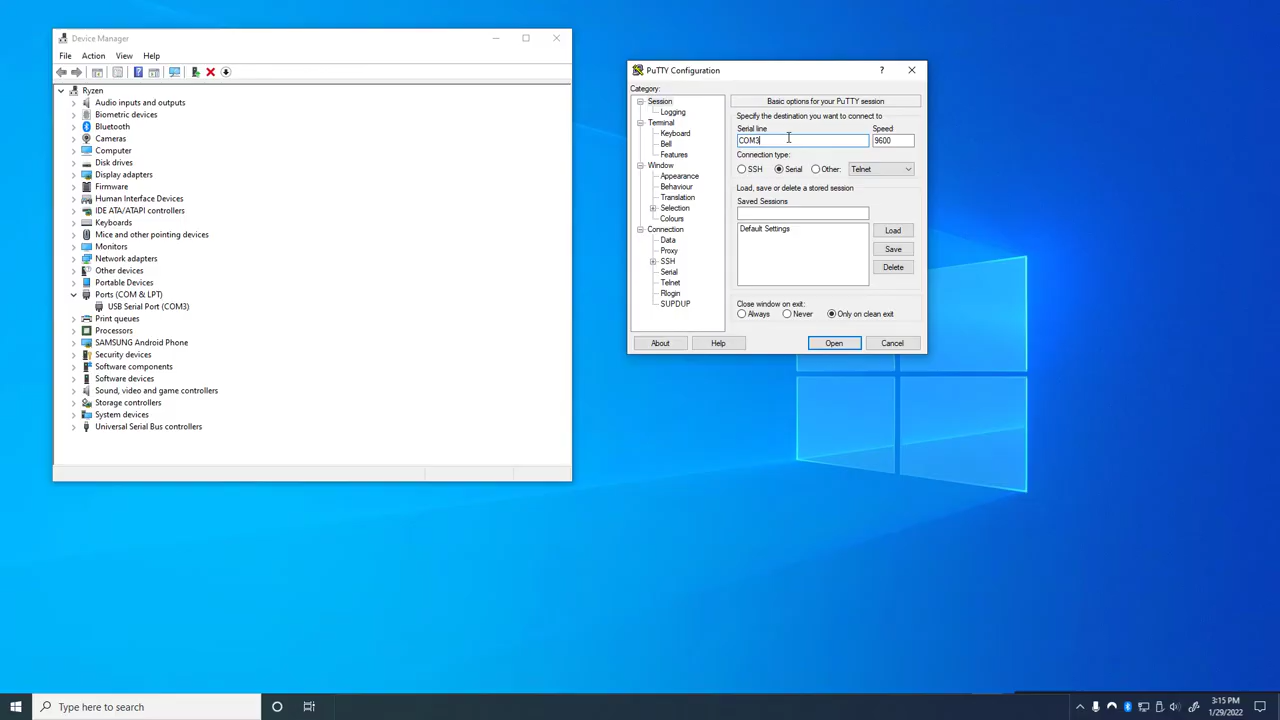 Device Manager
File Action View Help
Ryzen
Audio inputs and outputs
Biometric devices
Bluetooth
Cameras
Computer
Disk drives
Display adapters
Firmware
Human Interface Devices
IDE ATA/ATAPI controllers
Keyboards
Mice and other pointing devices
Monitors
Network adapters
Other devices
Portable Devices
Ports (COM & LPT)
USB Serial Port (COM3)
Print queues
Processors
SAMSUNG Android Phone
Security devices
Software components
Software devices
Sound, video and game controllers
Storage controllers
System devices
Universal Serial Bus controllers
PuTTY Configuration
?
Category:
Session
Logging
Terminal
Keyboard
Bell
Features
Window
Appearance
Behaviour
Translation
Selection
Colours
Connection
Data
Proxy
SSH
Serial
Telnet
Rlogin
SUPDUP
Basic options for your PuTTY session
Specify the destination you want to connect to
Serial line Speed
COM3 9600
Connection type:
SSH Serial Other: Telnet
Load, save or delete a stored session
Saved Sessions
Default Settings
Load
Save
Delete
Close window on exit:
Always Never Only on clean exit
About Help Open Cancel
Type here to search
3:15 PM
1/29/2022